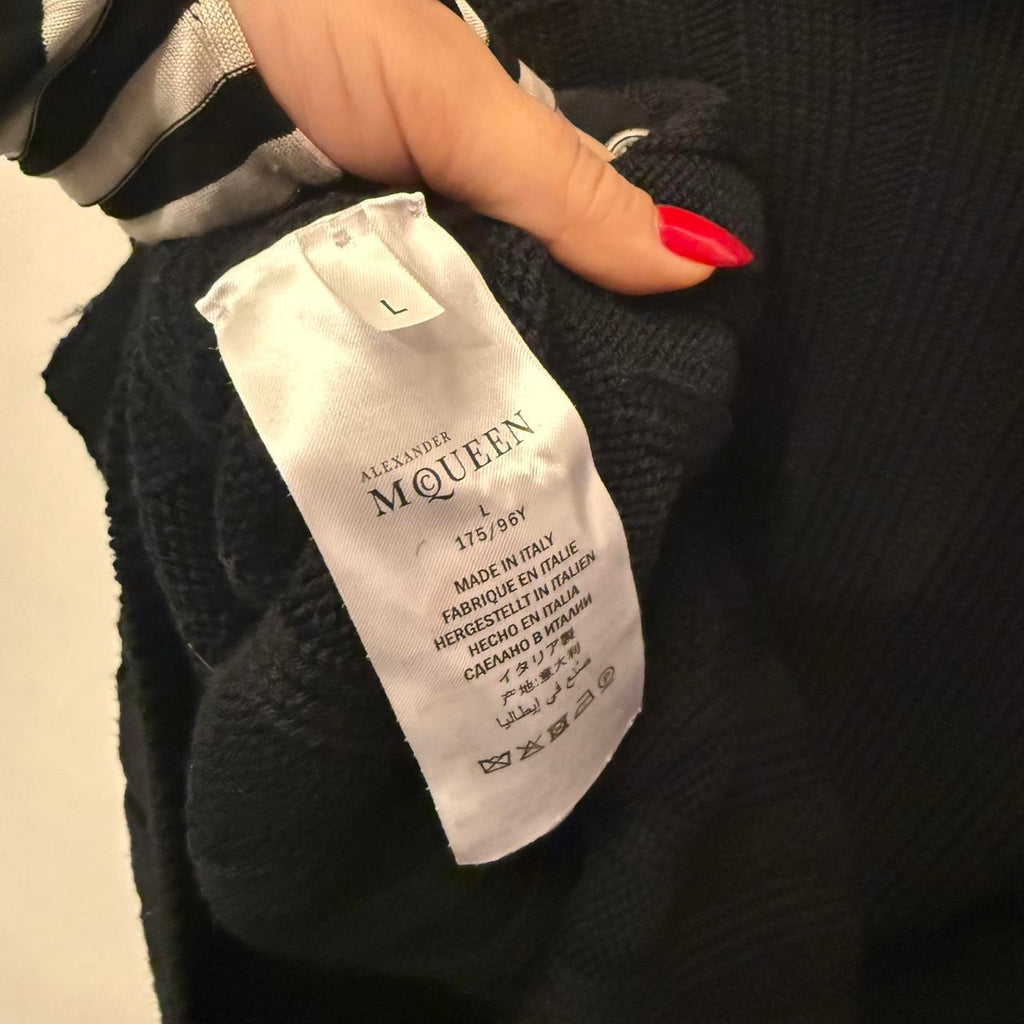 L
ALEXANDER
McQUEEN
L
175/96Y
MADE IN ITALY
FABRIQUE EN ITALIE
HERGESTELLT IN ITALIEN
HECHO EN ITALIA
СДЕЛАНО В ИТАЛИИ
イタリア製
产地:意大利
صنع في إيطاليا